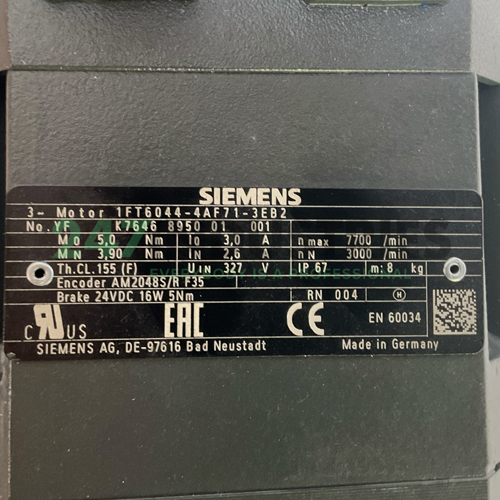 SIEMENS
3~ Motor 1FT6044-4AF71-3EB2
No. YF K7646 8950 01 001
M0 5,0 Nm I0 3,0 A n max 7700 /min
MN 3,90 Nm IN 2,6 A nN 3000 /min
Th.CL.155 (F) UIN 327 V IP 67 m: 8 kg
Encoder AM2048S/R F35
Brake 24VDC 16W 5Nm RN 004 H
c RU US EAC CE EN 60034
SIEMENS AG, DE-97616 Bad Neustadt Made in Germany